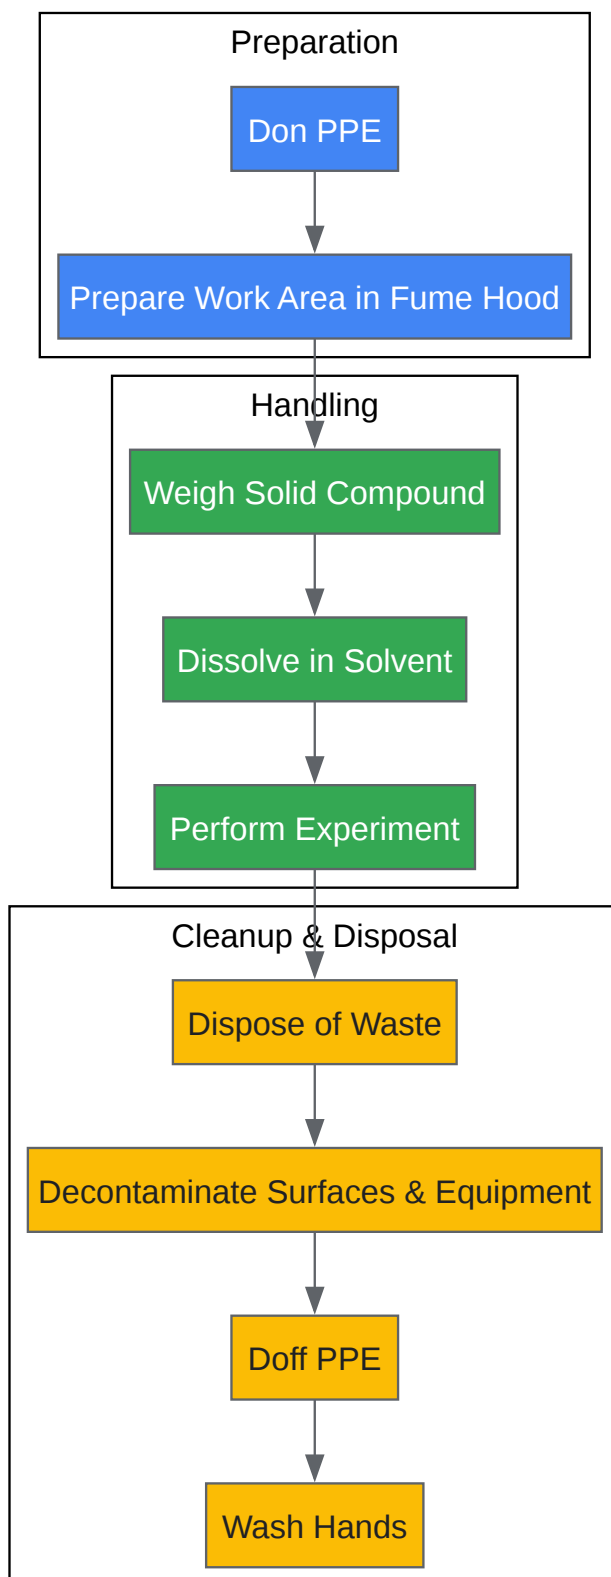 Preparation
Don PPE
Prepare Work Area in Fume Hood
Handling
Weigh Solid Compound
Dissolve in Solvent
Perform Experiment
Cleanup & Disposal
Dispose of Waste
Decontaminate Surfaces & Equipment
Doff PPE
Wash Hands